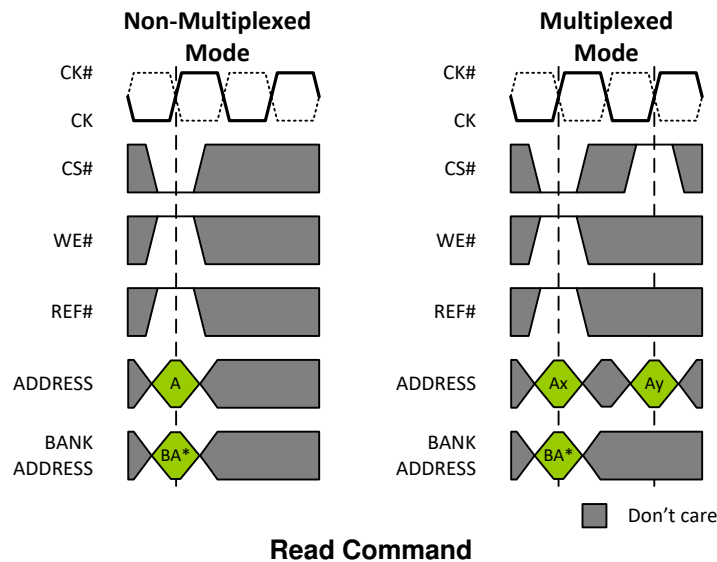 Non-Multiplexed
Mode
CK#
CK
CS#
WE#
REF#
ADDRESS
A
BANK
ADDRESS
BA*
Multiplexed
Mode
CK#
CK
CS#
WE#
REF#
ADDRESS
Ax
Ay
BANK
ADDRESS
BA*
Don't care
Read Command